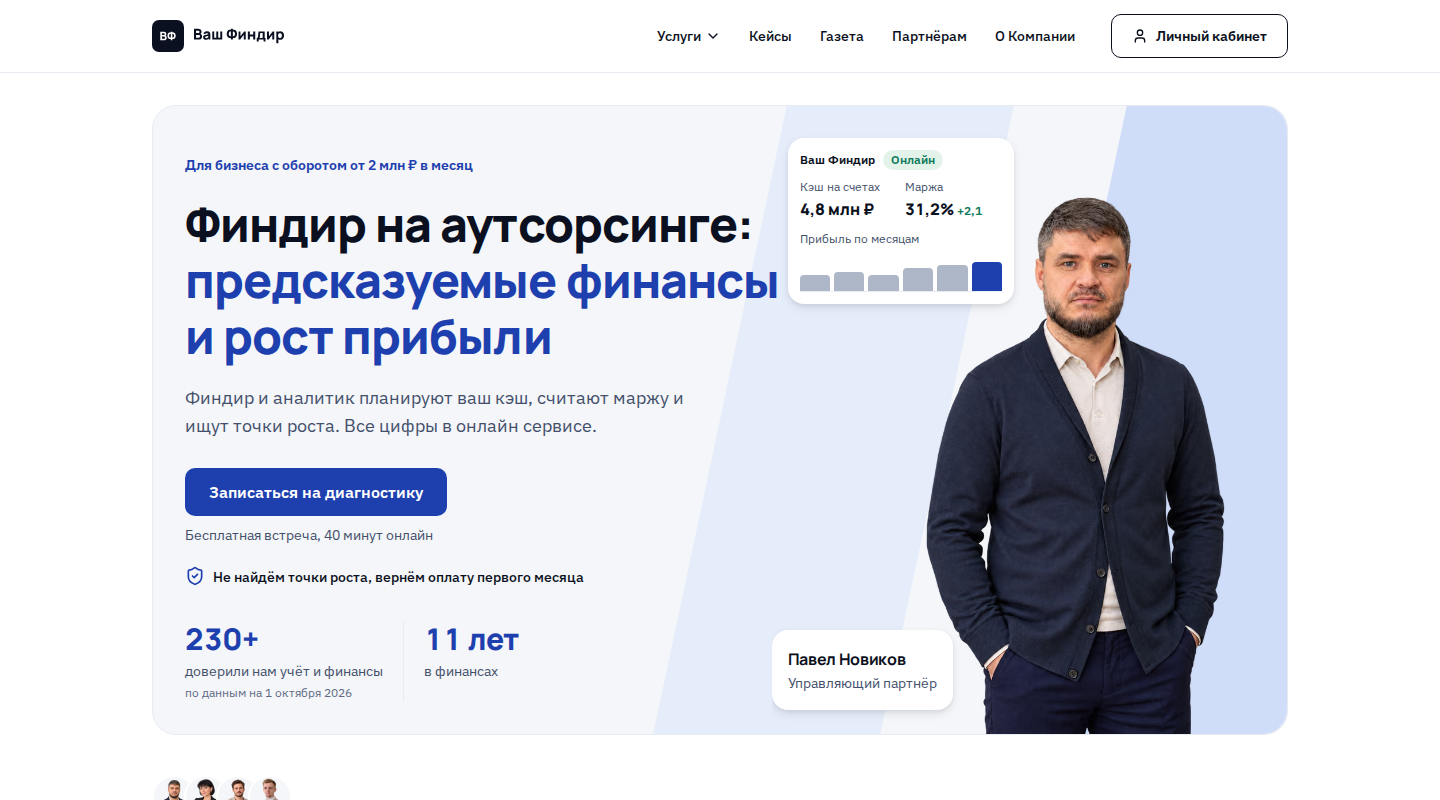 ВФ Ваш Финдир
Услуги Кейсы Газета Партнёрам О Компании Личный кабинет
Для бизнеса с оборотом от 2 млн ₽ в месяц
Финдир на аутсорсинге:
предсказуемые финансы
и рост прибыли
Финдир и аналитик планируют ваш кэш, считают маржу и
ищут точки роста. Все цифры в онлайн сервисе.
Записаться на диагностику
Бесплатная встреча, 40 минут онлайн
Не найдём точки роста, вернём оплату первого месяца
230+
доверили нам учёт и финансы
по данным на 1 октября 2026
11 лет
в финансах
Ваш Финдир Онлайн
Кэш на счетах Маржа
4,8 млн ₽ 31,2% +2,1
Прибыль по месяцам
Павел Новиков
Управляющий партнёр